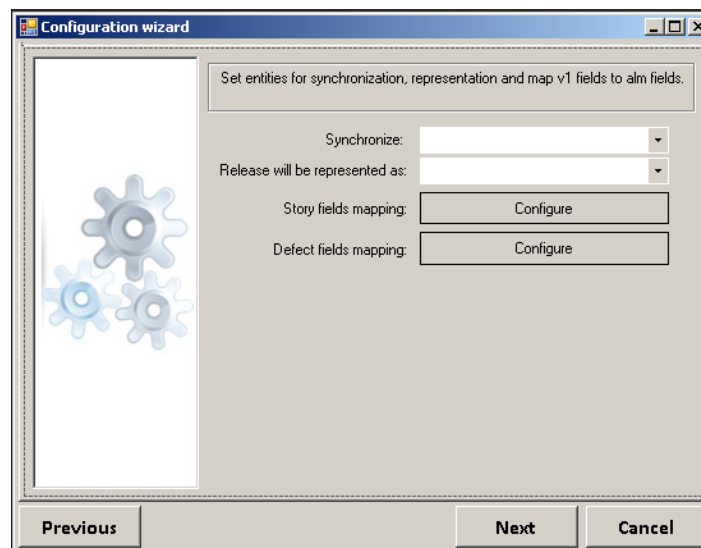 Configuration wizard
Set entities for synchronization, representation and map v1 fields to alm fields.
Synchronize:
Release will be represented as:
Story fields mapping: Configure
Defect fields mapping: Configure
Previous Next Cancel